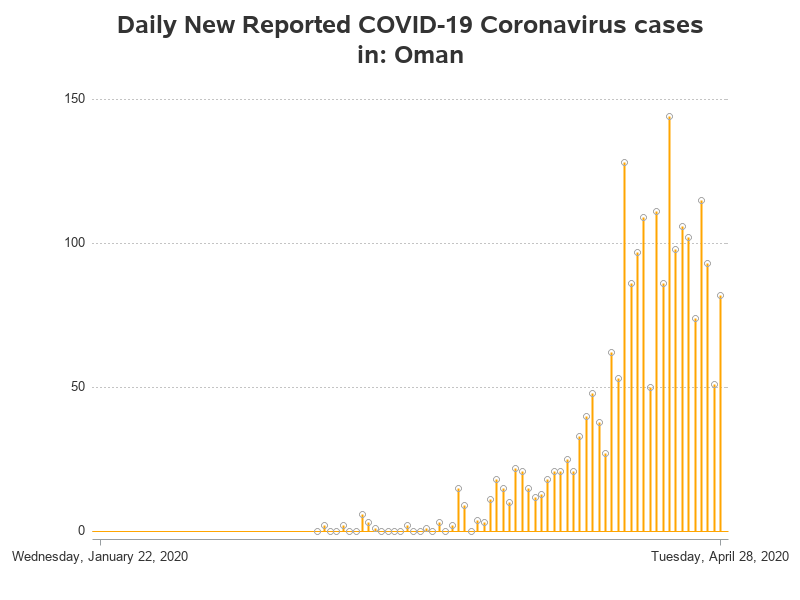 Daily New Reported COVID-19 Coronavirus cases
in: Oman
150
100
50
0
Wednesday, January 22, 2020
Tuesday, April 28, 2020